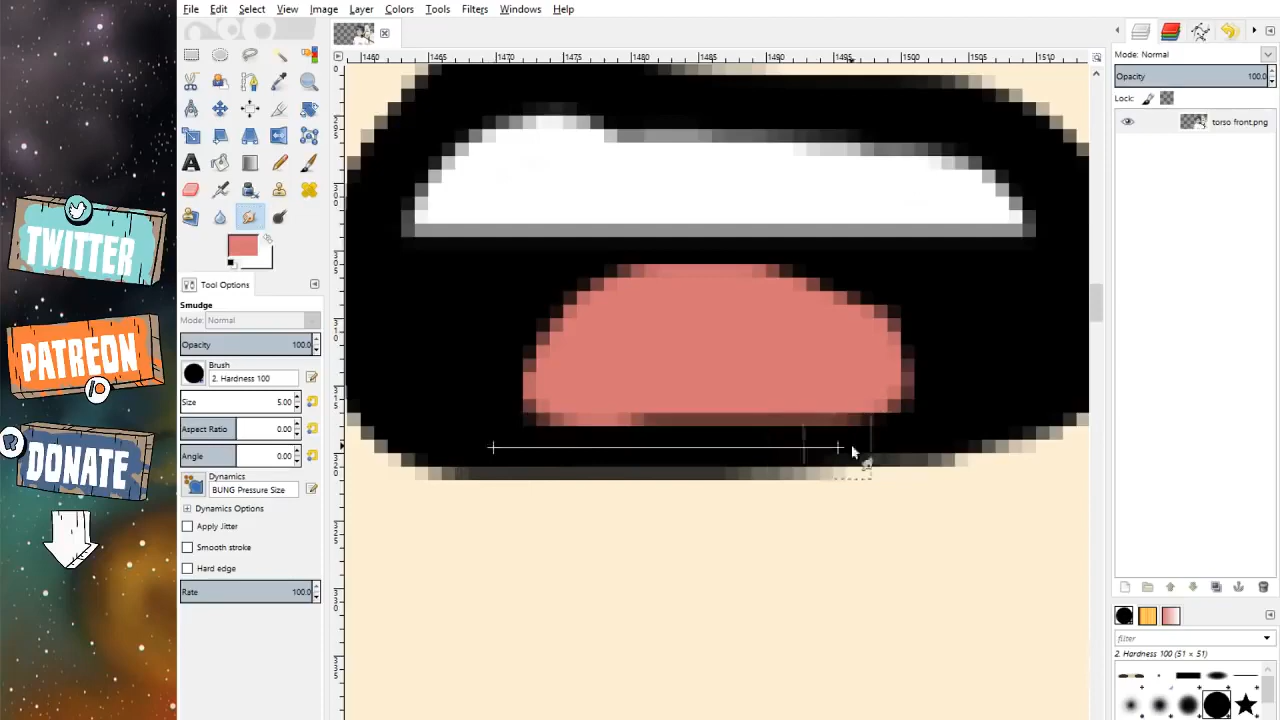 File Edit Select View Image Layer Colors Tools Filters Windows Help
1460 1465 1470 1475 1480 1485 1490 1495 1500 1505 1510
Mode: Normal
Opacity 100.0
Lock:
torso front.png
TWITTER
PATREON
DONATE
Tool Options
Smudge
Mode: Normal
Opacity 100.0
Brush
2. Hardness 100
Size 5.00
Aspect Ratio 0.00
Angle 0.00
Dynamics
BUNG Pressure Size
Dynamics Options
Apply Jitter
Smooth stroke
Hard edge
Rate 100.0
filter
2. Hardness 100 (51 × 51)